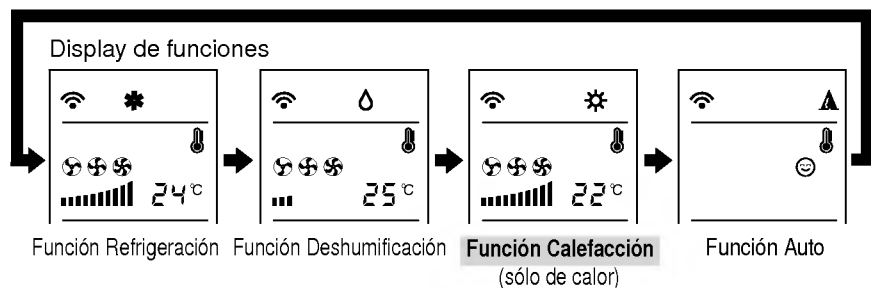 Display de funciones
24°C
25°C
22°C
Función Refrigeración
Función Deshumificación
Función Calefacción
(sólo de calor)
Función Auto